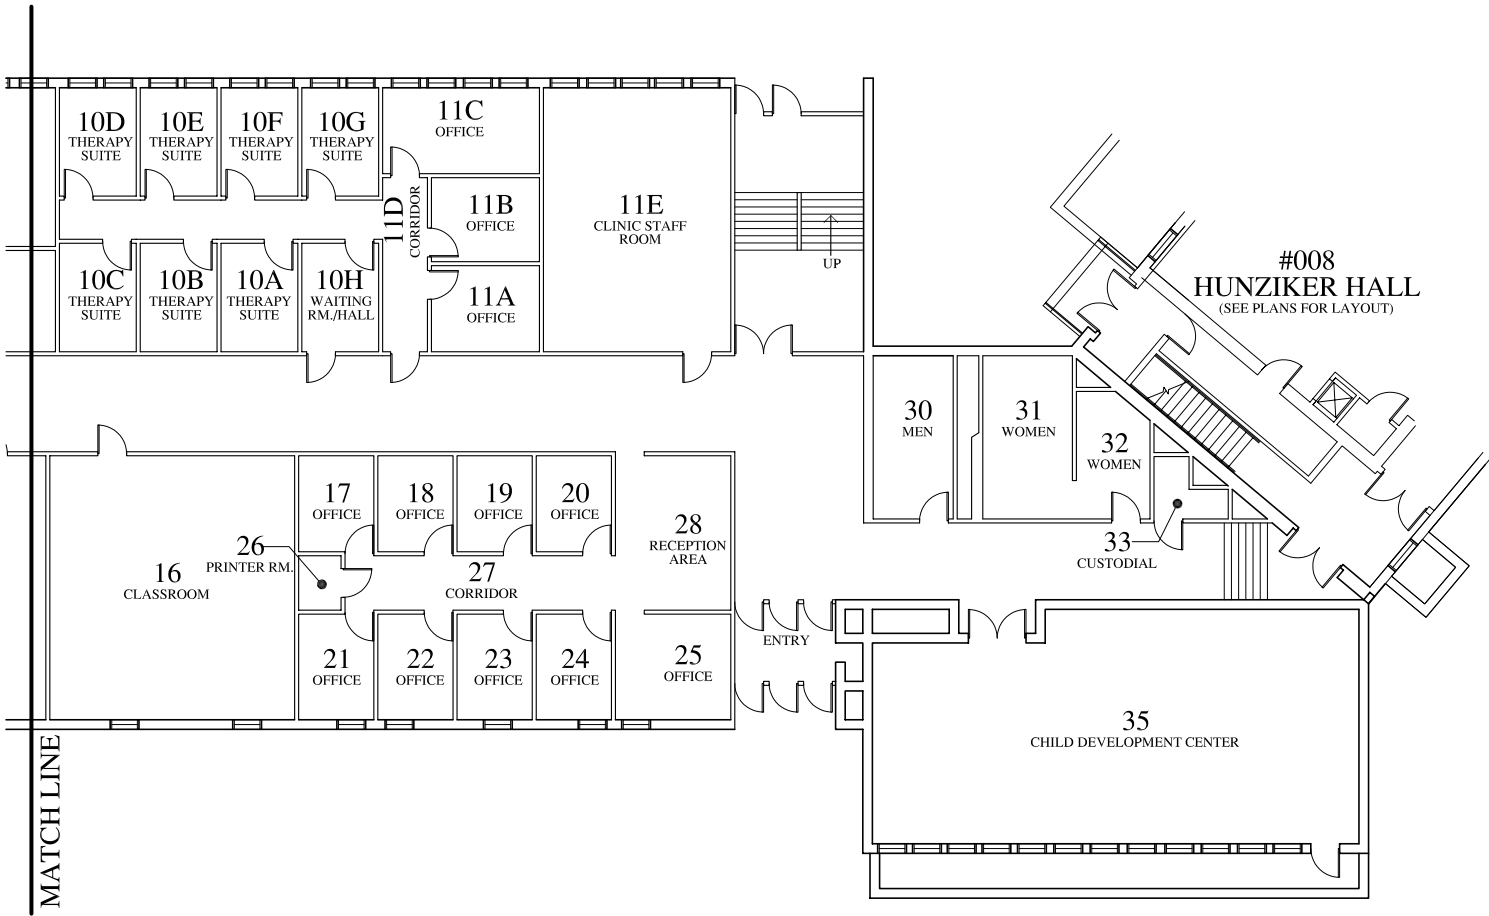 10D
THERAPY
SUITE
10E
THERAPY
SUITE
10F
THERAPY
SUITE
10G
THERAPY
SUITE
11C
OFFICE
11D
CORRIDOR
11B
OFFICE
11E
CLINIC STAFF
ROOM
UP
10C
THERAPY
SUITE
10B
THERAPY
SUITE
10A
THERAPY
SUITE
10H
WAITING
RM./HALL
11A
OFFICE
#008
HUNZIKER HALL
(SEE PLANS FOR LAYOUT)
30
MEN
31
WOMEN
32
WOMEN
33
CUSTODIAL
17
OFFICE
18
OFFICE
19
OFFICE
20
OFFICE
28
RECEPTION
AREA
26
PRINTER RM.
16
CLASSROOM
27
CORRIDOR
21
OFFICE
22
OFFICE
23
OFFICE
24
OFFICE
25
OFFICE
ENTRY
35
CHILD DEVELOPMENT CENTER
MATCH LINE